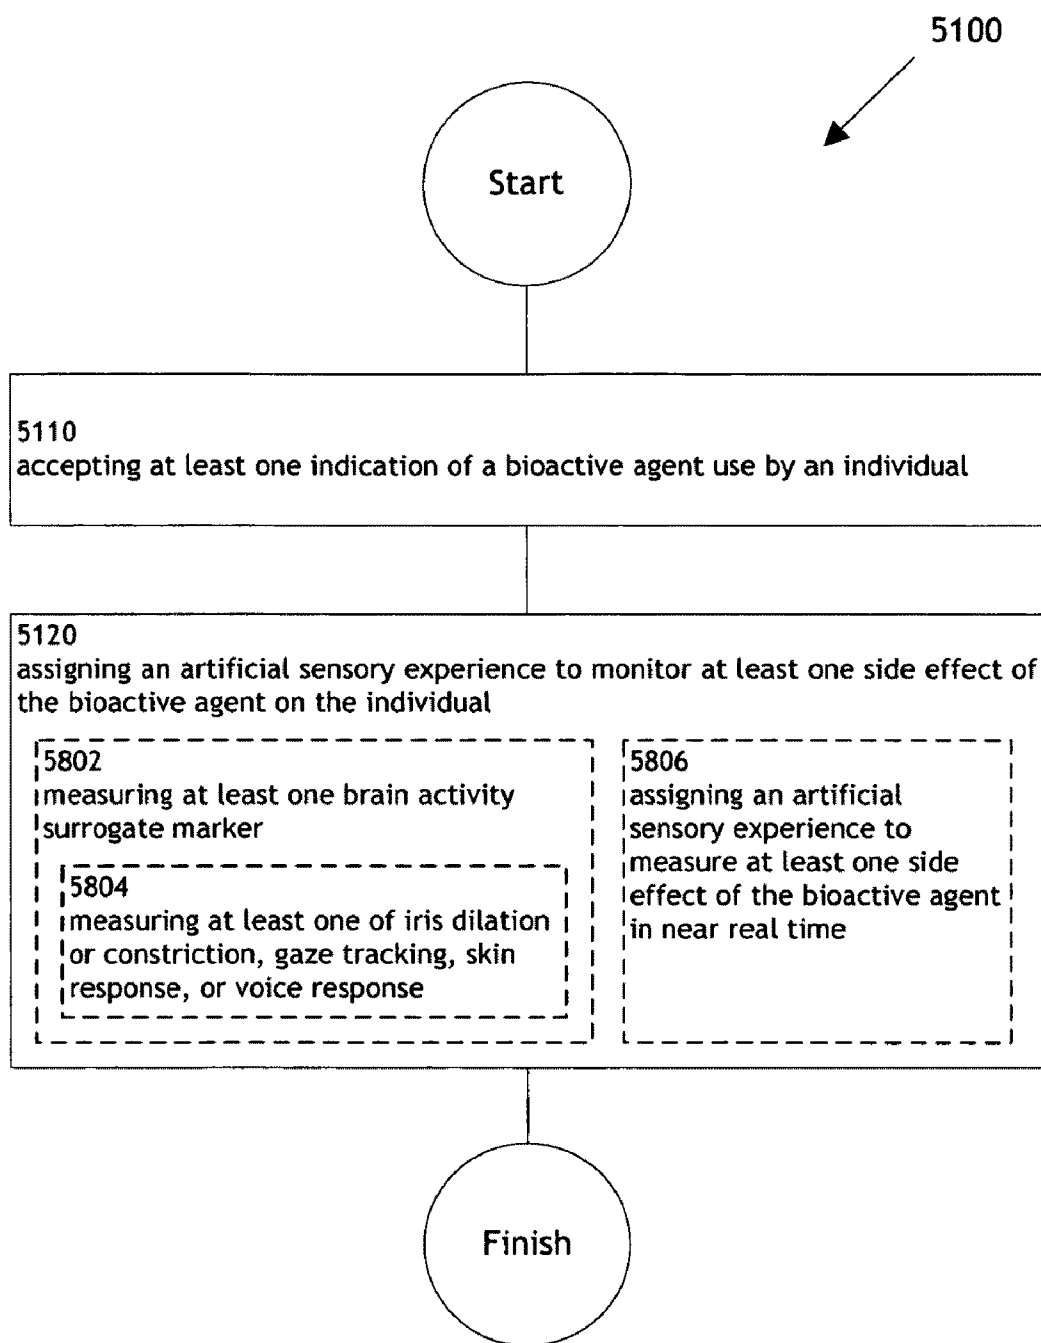 5100
Start
5110
accepting at least one indication of a bioactive agent use by an individual
5120
assigning an artificial sensory experience to monitor at least one side effect of
the bioactive agent on the individual
5802
measuring at least one brain activity
surrogate marker
5804
measuring at least one of iris dilation
or constriction, gaze tracking, skin
response, or voice response
5806
assigning an artificial
sensory experience to
measure at least one side
effect of the bioactive agent
in near real time
Finish